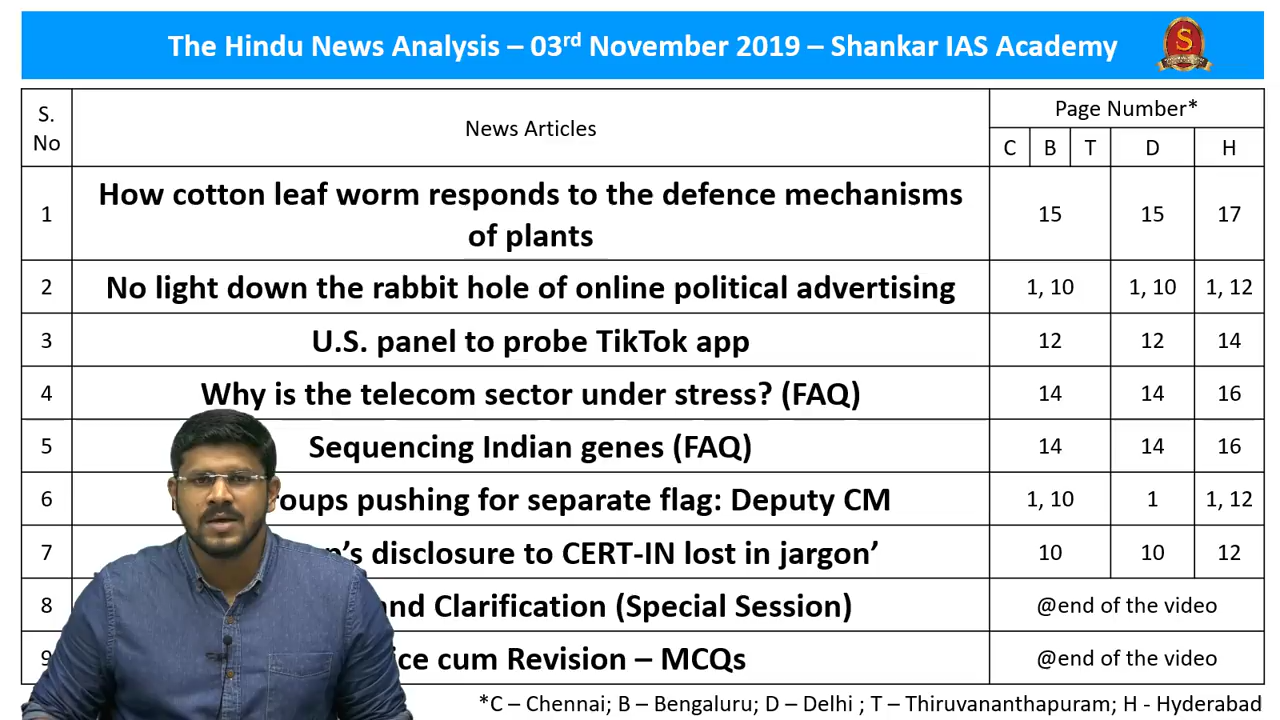 The Hindu News Analysis – 03rd November 2019 – Shankar IAS Academy
S
S. No
News Articles
Page Number*
C B T D H
1 How cotton leaf worm responds to the defence mechanisms of plants 15 15 17
2 No light down the rabbit hole of online political advertising 1, 10 1, 10 1, 12
3 U.S. panel to probe TikTok app 12 12 14
4 Why is the telecom sector under stress? (FAQ) 14 14 16
5 Sequencing Indian genes (FAQ) 14 14 16
6 pushing for separate flag: Deputy CM 1, 10 1 1, 12
7 disclosure to CERT-IN lost in jargon’ 10 10 12
8 and Clarification (Special Session) @end of the video
9 cum Revision – MCQs @end of the video
*C – Chennai; B – Bengaluru; D – Delhi ; T – Thiruvananthapuram; H - Hyderabad